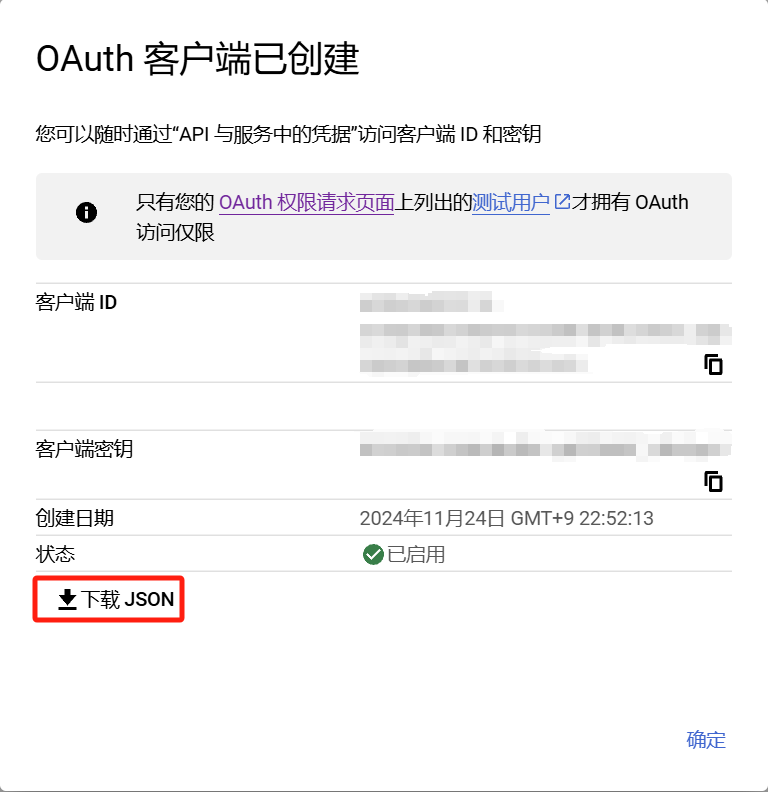 OAuth 客户端已创建
您可以随时通过“API 与服务中的凭据”访问客户端 ID 和密钥
只有您的 OAuth 权限请求页面上列出的测试用户才拥有 OAuth
访问仅限
客户端 ID
客户端密钥
创建日期 2024年11月24日 GMT+9 22:52:13
状态 已启用
下载 JSON
确定